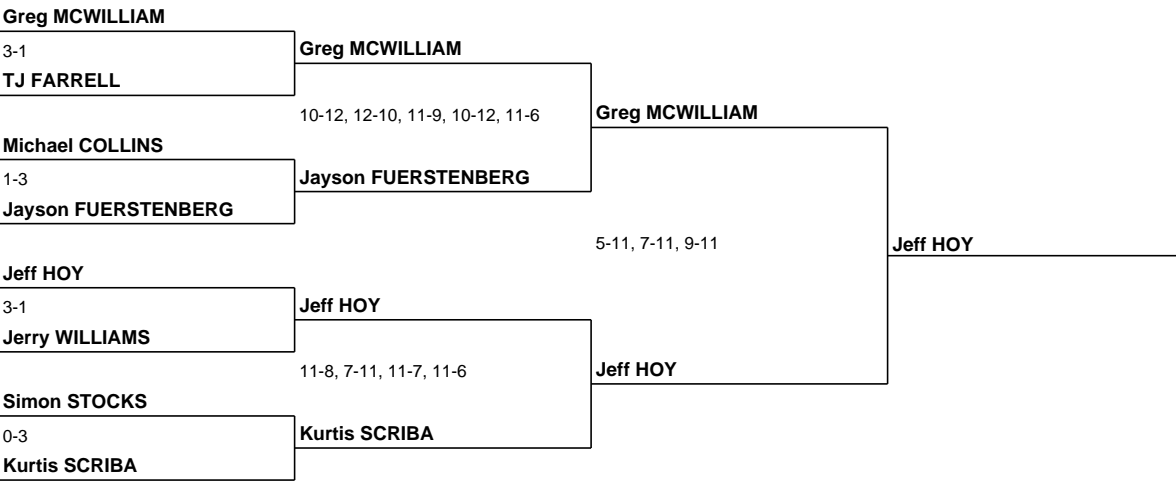 Greg MCWILLIAM
3-1
TJ FARRELL
Michael COLLINS
1-3
Jayson FUERSTENBERG
Jeff HOY
3-1
Jerry WILLIAMS
Simon STOCKS
0-3
Kurtis SCRIBA
Greg MCWILLIAM
10-12, 12-10, 11-9, 10-12, 11-6
Jayson FUERSTENBERG
Jeff HOY
11-8, 7-11, 11-7, 11-6
Kurtis SCRIBA
Greg MCWILLIAM
5-11, 7-11, 9-11
Jeff HOY
Jeff HOY